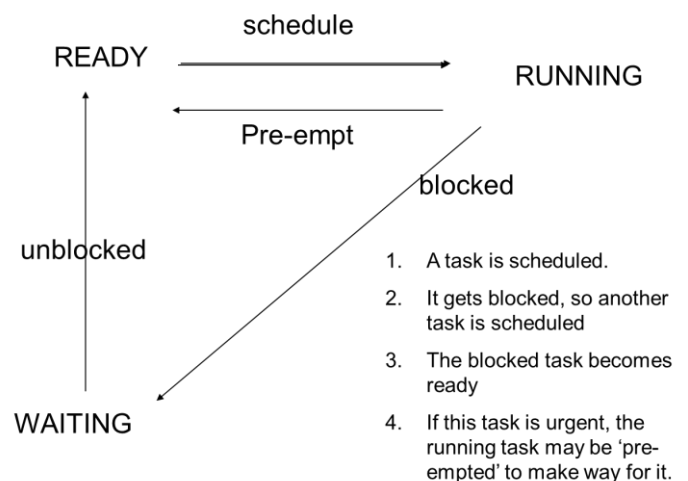 schedule
READY
RUNNING
Pre-empt
blocked
unblocked
1. A task is scheduled.
2. It gets blocked, so another
task is scheduled
3. The blocked task becomes
ready
WAITING
4. If this task is urgent, the
running task may be ‘pre-
empted’ to make way for it.